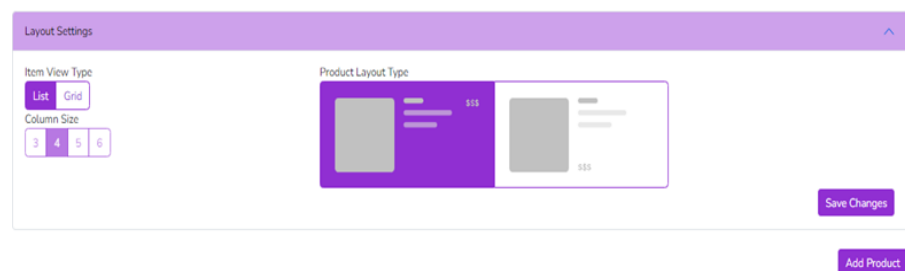 Layout Settings
Item View Type
List Grid
Column Size
3 4 5 6
Product Layout Type
$$$
$$$
Save Changes
Add Product